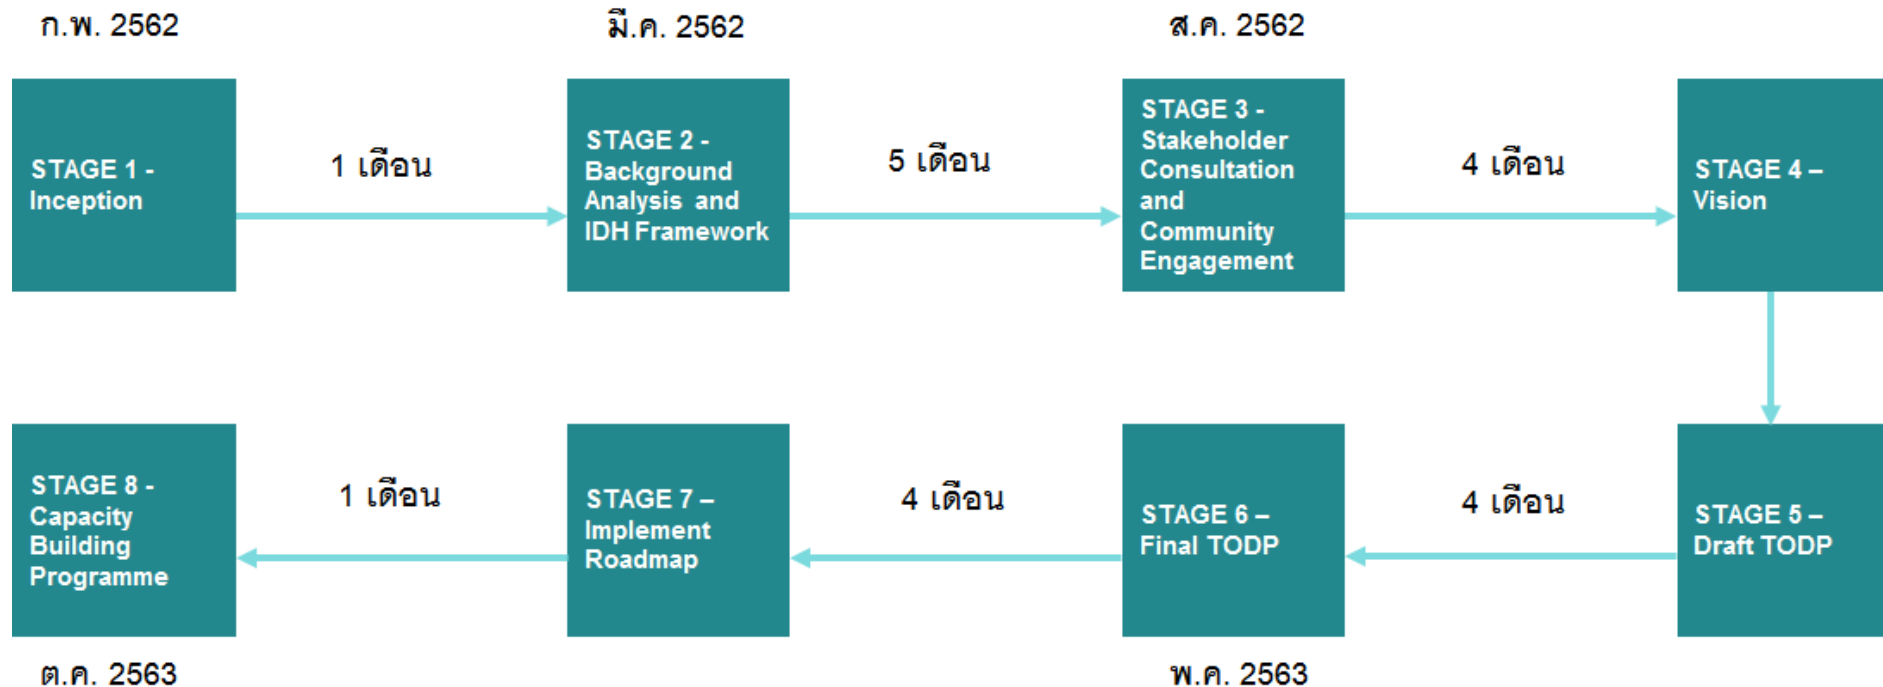 ก.พ. 2562
มี.ค. 2562
ส.ค. 2562
STAGE 1 -
Inception
1 เดือน
STAGE 2 -
Background
Analysis and
IDH Framework
5 เดือน
STAGE 3 -
Stakeholder
Consultation
and
Community
Engagement
4 เดือน
STAGE 4 –
Vision
STAGE 8 -
Capacity
Building
Programme
1 เดือน
STAGE 7 –
Implement
Roadmap
4 เดือน
STAGE 6 –
Final TODP
4 เดือน
STAGE 5 –
Draft TODP
ต.ค. 2563
พ.ค. 2563